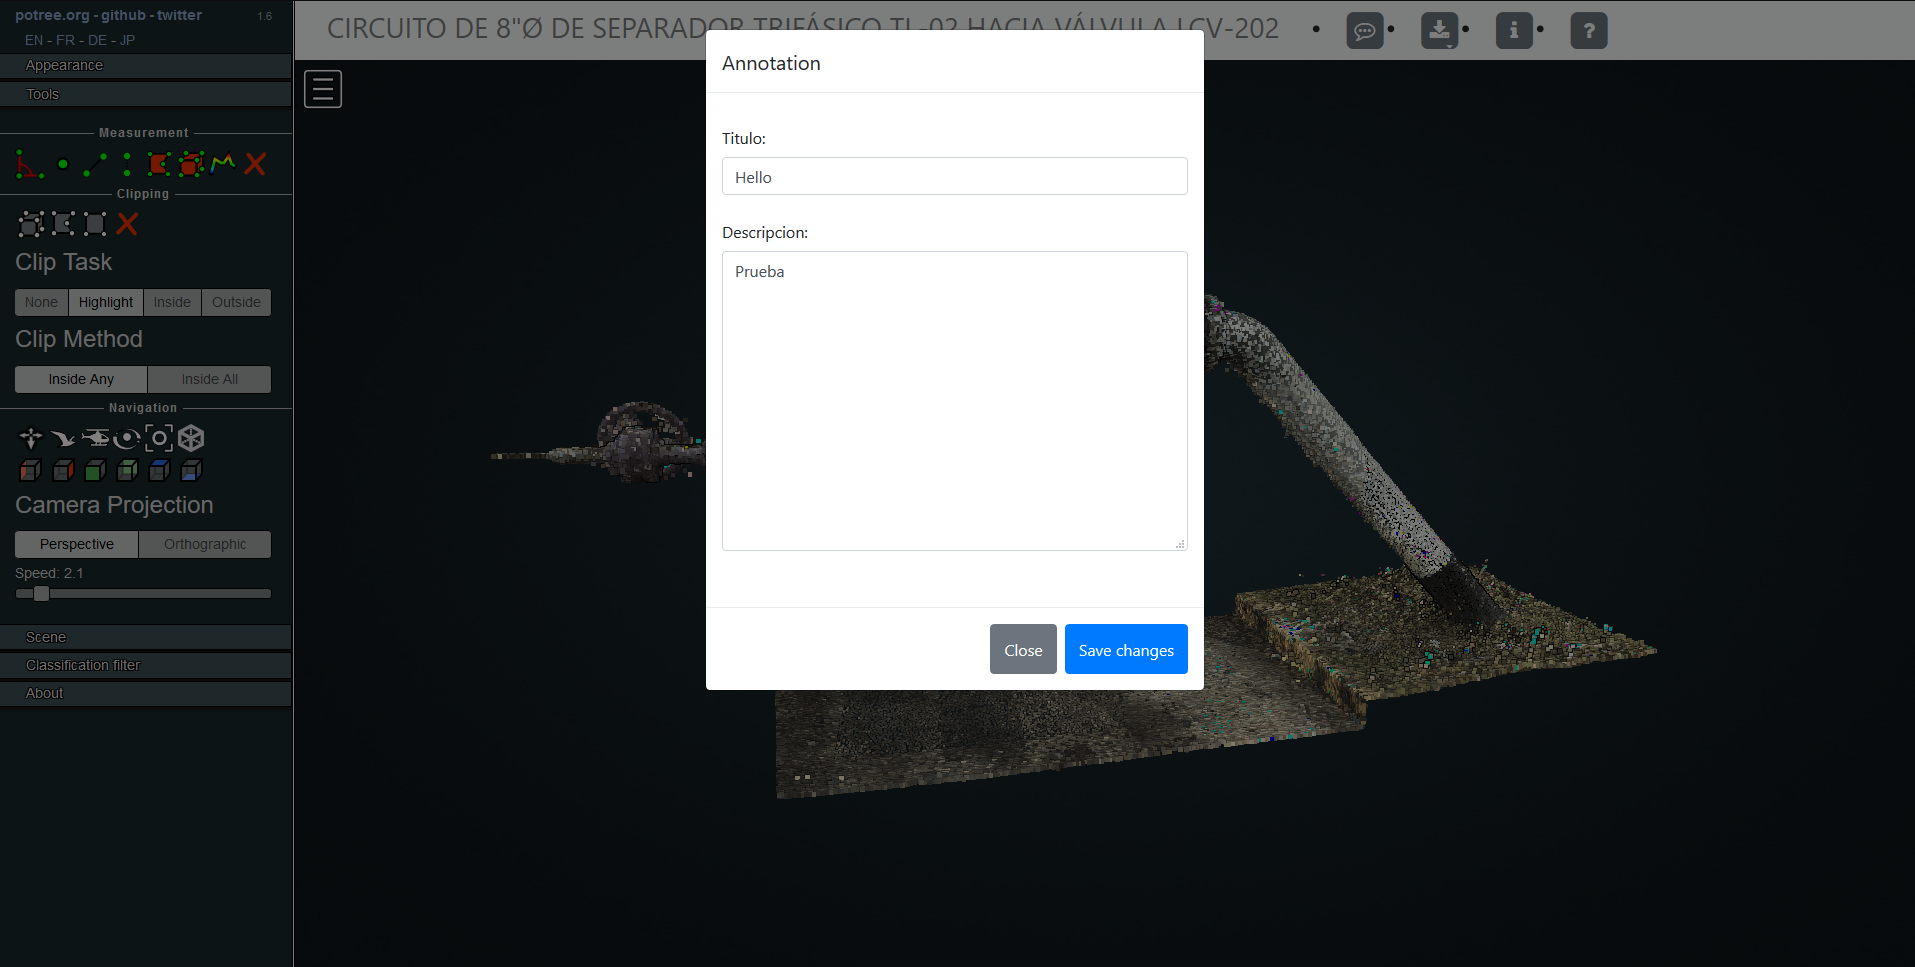 potree.org - github - twitter 1.6
EN - FR - DE - JP
Appearance
Tools
Measurement
Clipping
Clip Task
None Highlight Inside Outside
Clip Method
Inside Any Inside All
Navigation
Camera Projection
Perspective Orthographic
Speed: 2.1
Scene
Classification filter
About
CIRCUITO DE 8"Ø DE SEPARADOR TRIFÁSICO TL-02 HACIA VÁLVULA LCV-202
Annotation
Titulo:
Hello
Descripcion:
Prueba
Close Save changes